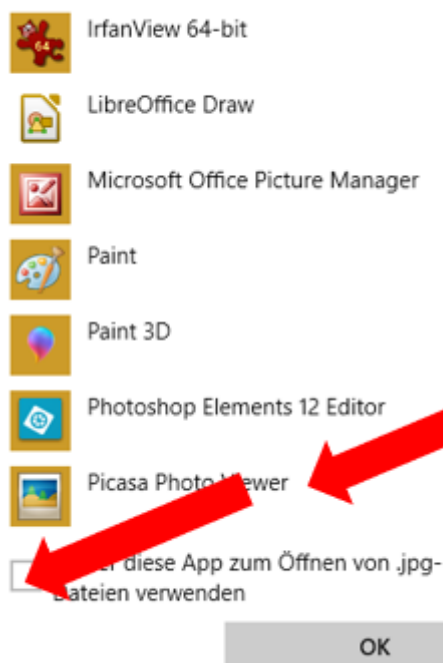 IrfanView 64-bit
64
LibreOffice Draw
Microsoft Office Picture Manager
Paint
Paint 3D
Photoshop Elements 12 Editor
Picasa Photo
diese App zum Öffnen von .jpg-
Dateien verwenden
OK